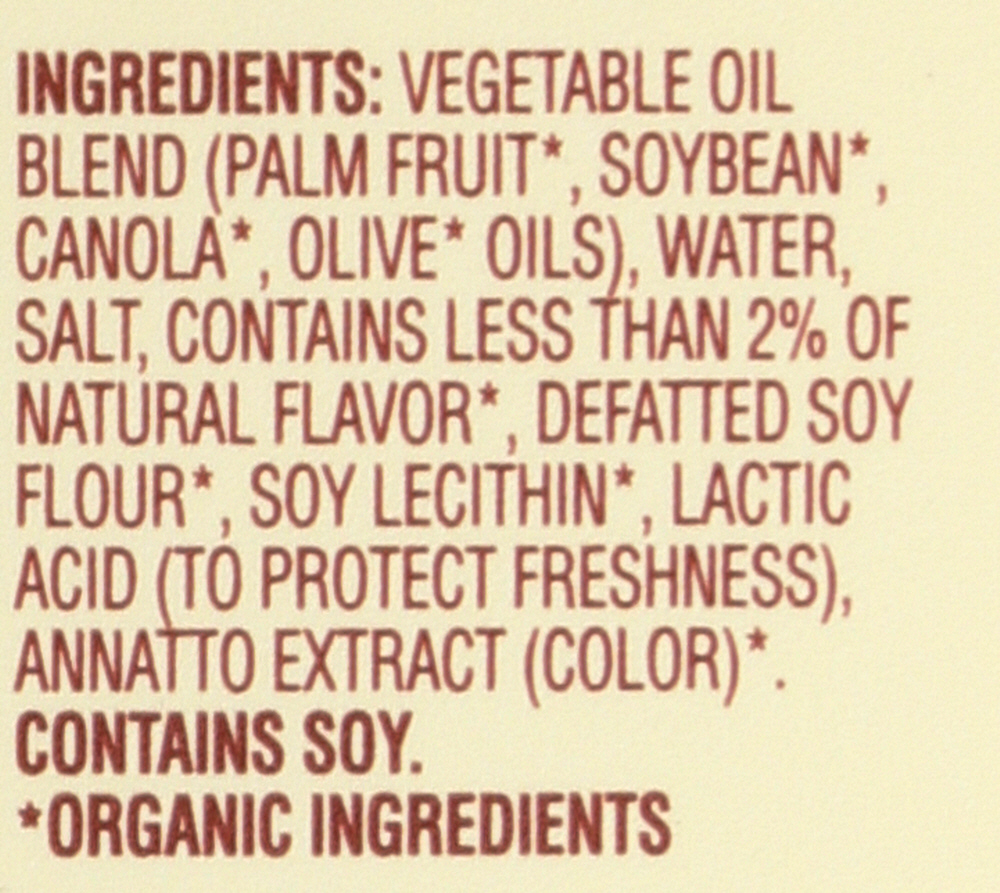 INGREDIENTS: VEGETABLE OIL
BLEND (PALM FRUIT*, SOYBEAN*,
CANOLA*, OLIVE* OILS), WATER,
SALT, CONTAINS LESS THAN 2% OF
NATURAL FLAVOR*, DEFATTED SOY
FLOUR*, SOY LECITHIN*, LACTIC
ACID (TO PROTECT FRESHNESS),
ANNATTO EXTRACT (COLOR)*.
CONTAINS SOY.
*ORGANIC INGREDIENTS